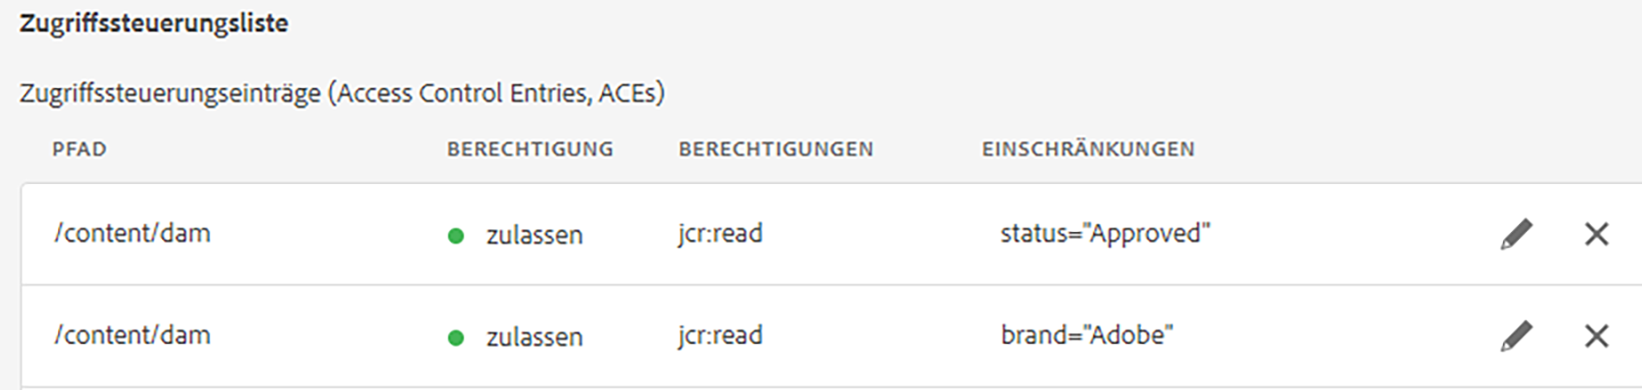 Zugriffssteuerungsliste
Zugriffssteuerungseinträge (Access Control Entries, ACEs)
PFAD BERECHTIGUNG BERECHTIGUNGEN EINSCHRÄNKUNGEN
/content/dam zulassen jcr:read status="Approved"
/content/dam zulassen jcr:read brand="Adobe"